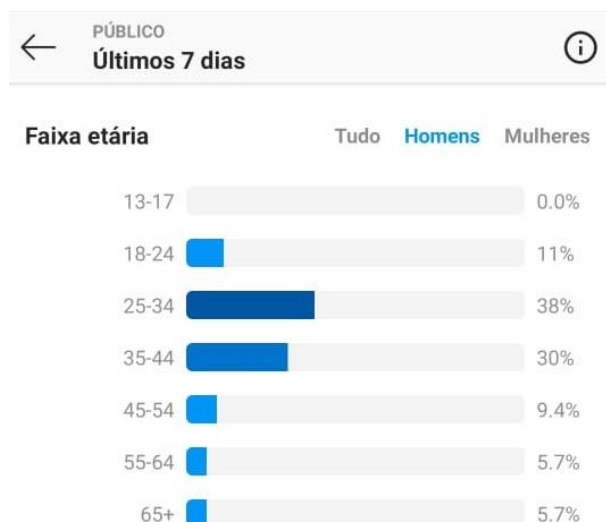 PÚBLICO
Últimos 7 dias
Faixa etária Tudo Homens Mulheres
13-17 0.0%
18-24 11%
25-34 38%
35-44 30%
45-54 9.4%
55-64 5.7%
65+ 5.7%